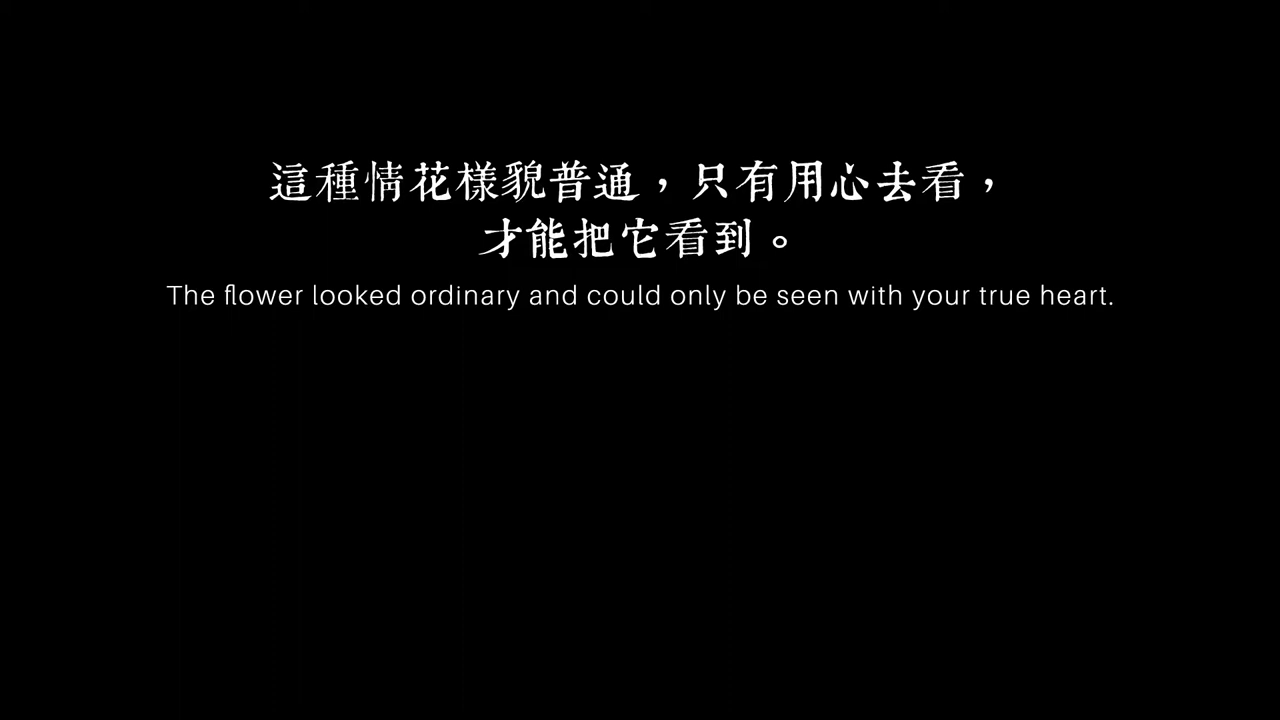 這種情花樣貌普通，只有用心去看，
才能把它看到。
The flower looked ordinary and could only be seen with your true heart.